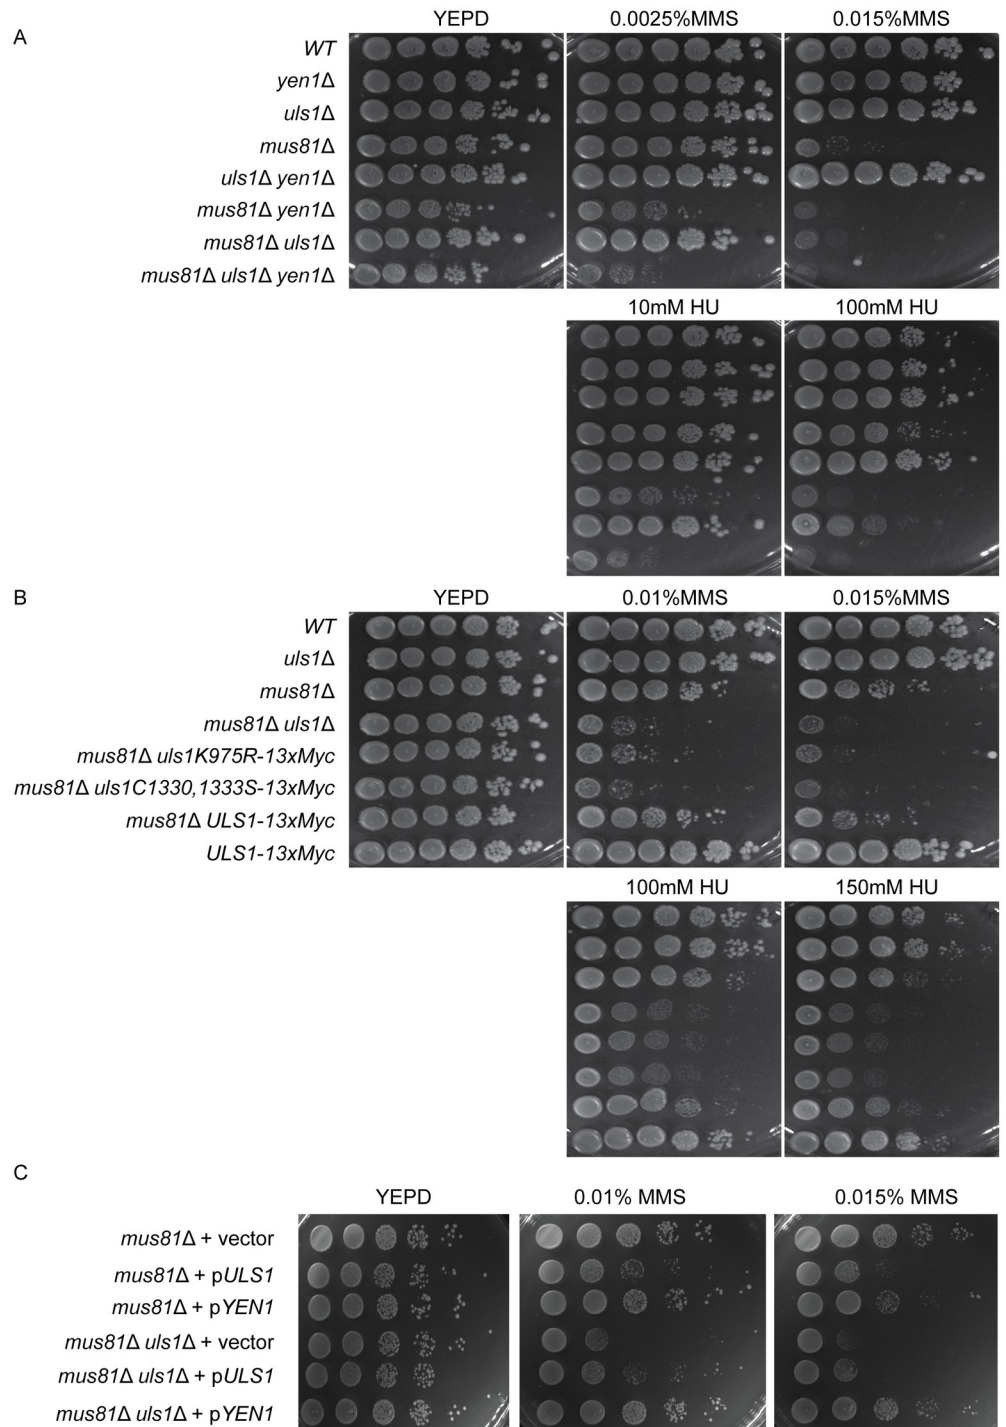 A
YEPD 0.0025%MMS 0.015%MMS
WT
yen1Δ
uls1Δ
mus81Δ
uls1Δ yen1Δ
mus81Δ yen1Δ
mus81Δ uls1Δ
mus81Δ uls1Δ yen1Δ
10mM HU 100mM HU
B
YEPD 0.01%MMS 0.015%MMS
WT
uls1Δ
mus81Δ
mus81Δ uls1Δ
mus81Δ uls1K975R-13xMyc
mus81Δ uls1C1330,1333S-13xMyc
mus81Δ ULS1-13xMyc
ULS1-13xMyc
100mM HU 150mM HU
C
YEPD 0.01% MMS 0.015% MMS
mus81Δ + vector
mus81Δ + pULS1
mus81Δ + pYEN1
mus81Δ uls1Δ + vector
mus81Δ uls1Δ + pULS1
mus81Δ uls1Δ + pYEN1